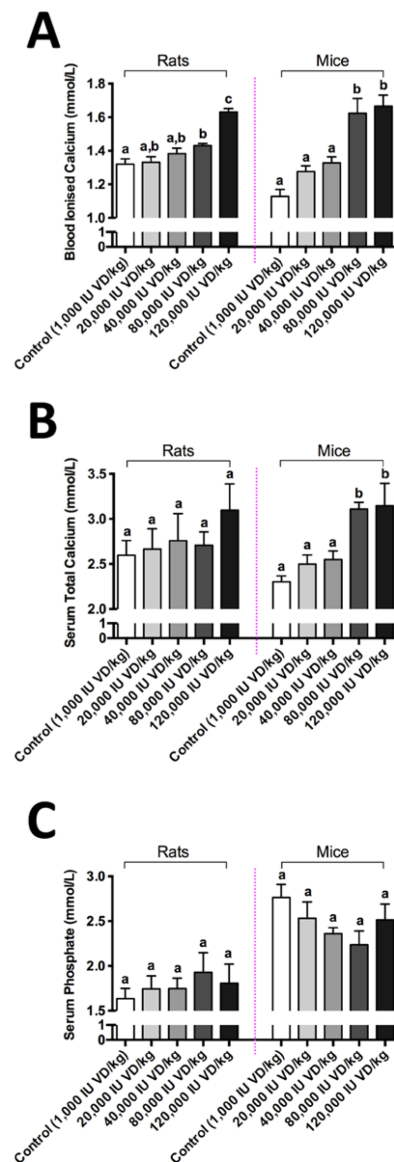 A
Rats
Mice
Blood Ionised Calcium (mmol/L)
1.8
1.6
1.4
1.2
1.0
1
0
a
a,b
a,b
b
c
a
a
a
b
b
Control (1,000 IU VD/kg)
20,000 IU VD/kg
40,000 IU VD/kg
80,000 IU VD/kg
120,000 IU VD/kg
Control (1,000 IU VD/kg)
20,000 IU VD/kg
40,000 IU VD/kg
80,000 IU VD/kg
120,000 IU VD/kg
B
Rats
Mice
Serum Total Calcium (mmol/L)
3.5
3.0
2.5
2.0
1
0
a
a
a
a
a
a
a
a
b
b
Control (1,000 IU VD/kg)
20,000 IU VD/kg
40,000 IU VD/kg
80,000 IU VD/kg
120,000 IU VD/kg
Control (1,000 IU VD/kg)
20,000 IU VD/kg
40,000 IU VD/kg
80,000 IU VD/kg
120,000 IU VD/kg
C
Rats
Mice
Serum Phosphate (mmol/L)
3.0
2.5
2.0
1.5
1
0
a
a
a
a
a
a
a
a
a
a
Control (1,000 IU VD/kg)
20,000 IU VD/kg
40,000 IU VD/kg
80,000 IU VD/kg
120,000 IU VD/kg
Control (1,000 IU VD/kg)
20,000 IU VD/kg
40,000 IU VD/kg
80,000 IU VD/kg
120,000 IU VD/kg